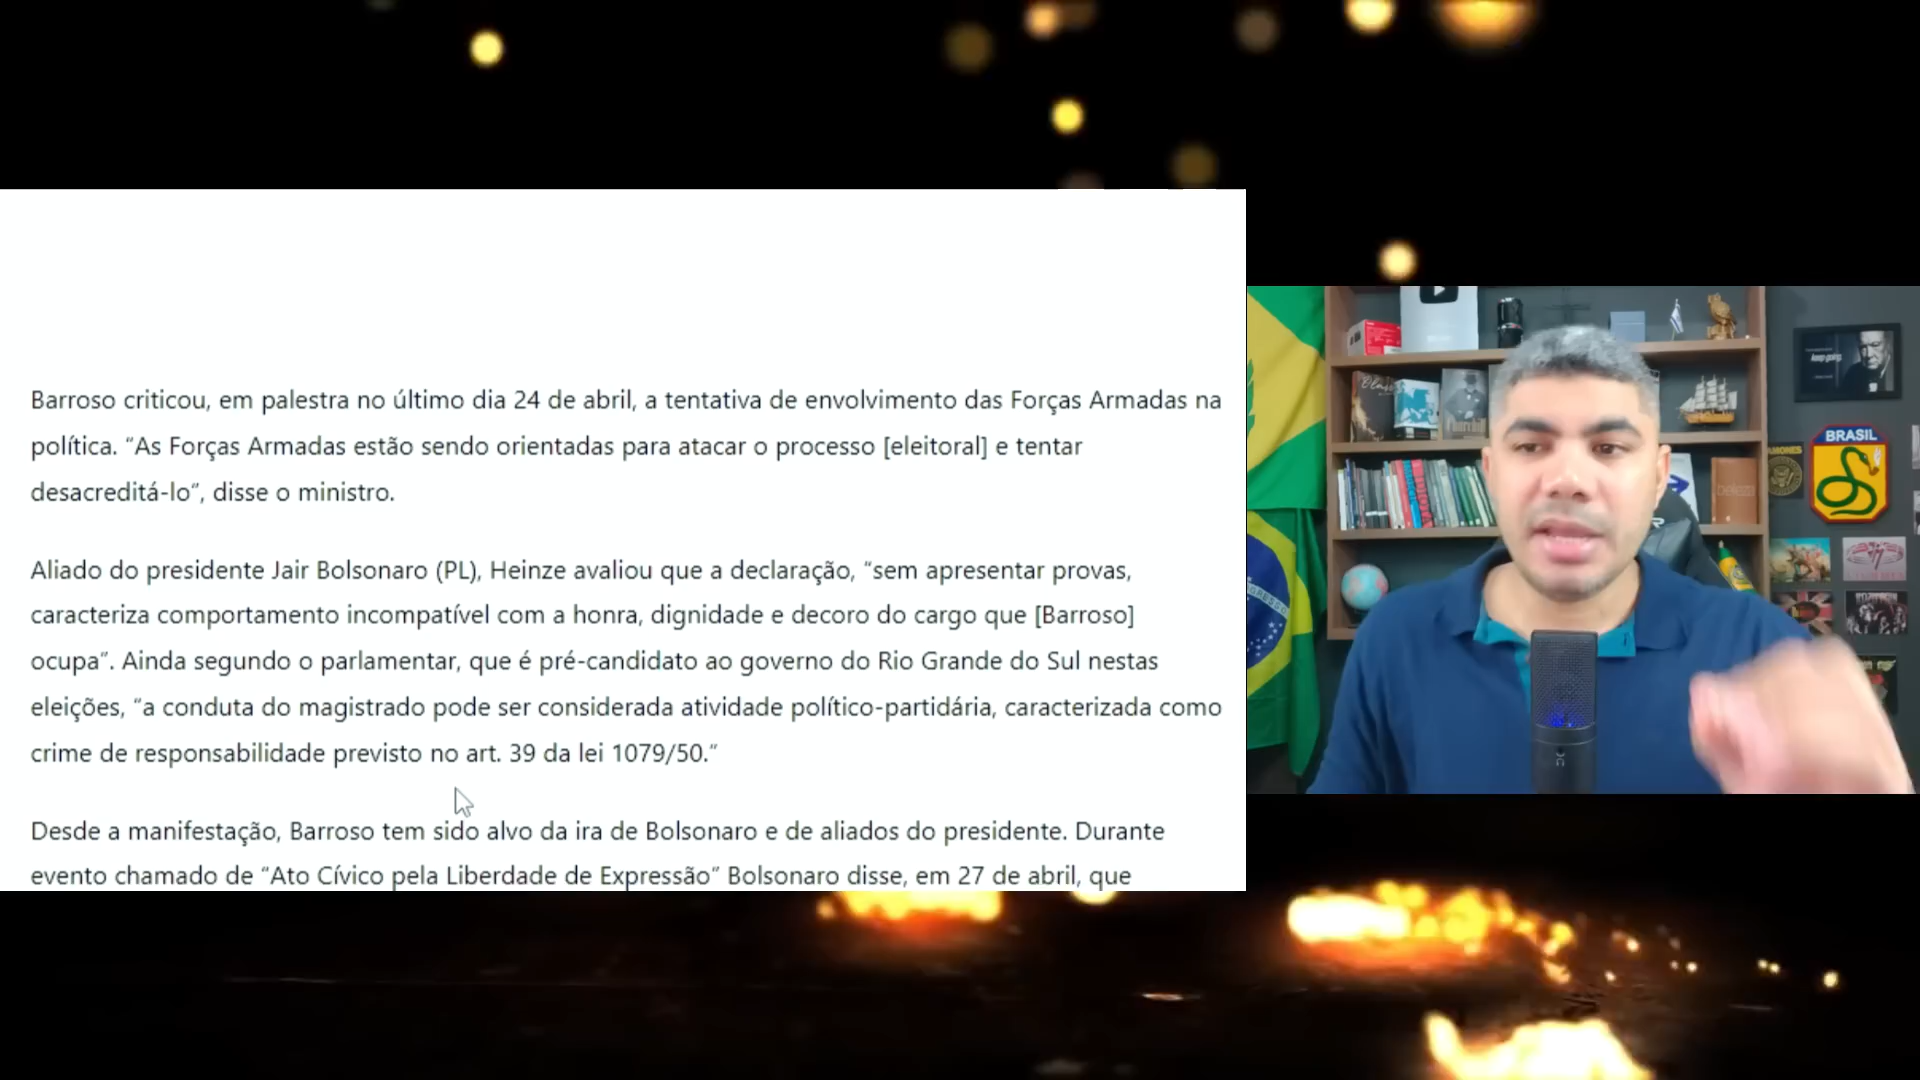 Barroso criticou, em palestra no último dia 24 de abril, a tentativa de envolvimento das Forças Armadas na
política. “As Forças Armadas estão sendo orientadas para atacar o processo [eleitoral] e tentar
desacreditá-lo”, disse o ministro.
Aliado do presidente Jair Bolsonaro (PL), Heinze avaliou que a declaração, “sem apresentar provas,
caracteriza comportamento incompatível com a honra, dignidade e decoro do cargo que [Barroso]
ocupa”. Ainda segundo o parlamentar, que é pré-candidato ao governo do Rio Grande do Sul nestas
eleições, “a conduta do magistrado pode ser considerada atividade político-partidária, caracterizada como
crime de responsabilidade previsto no art. 39 da lei 1079/50.”
Desde a manifestação, Barroso tem sido alvo da ira de Bolsonaro e de aliados do presidente. Durante
evento chamado de “Ato Cívico pela Liberdade de Expressão” Bolsonaro disse, em 27 de abril, que
keep going.
BRASIL
beleza